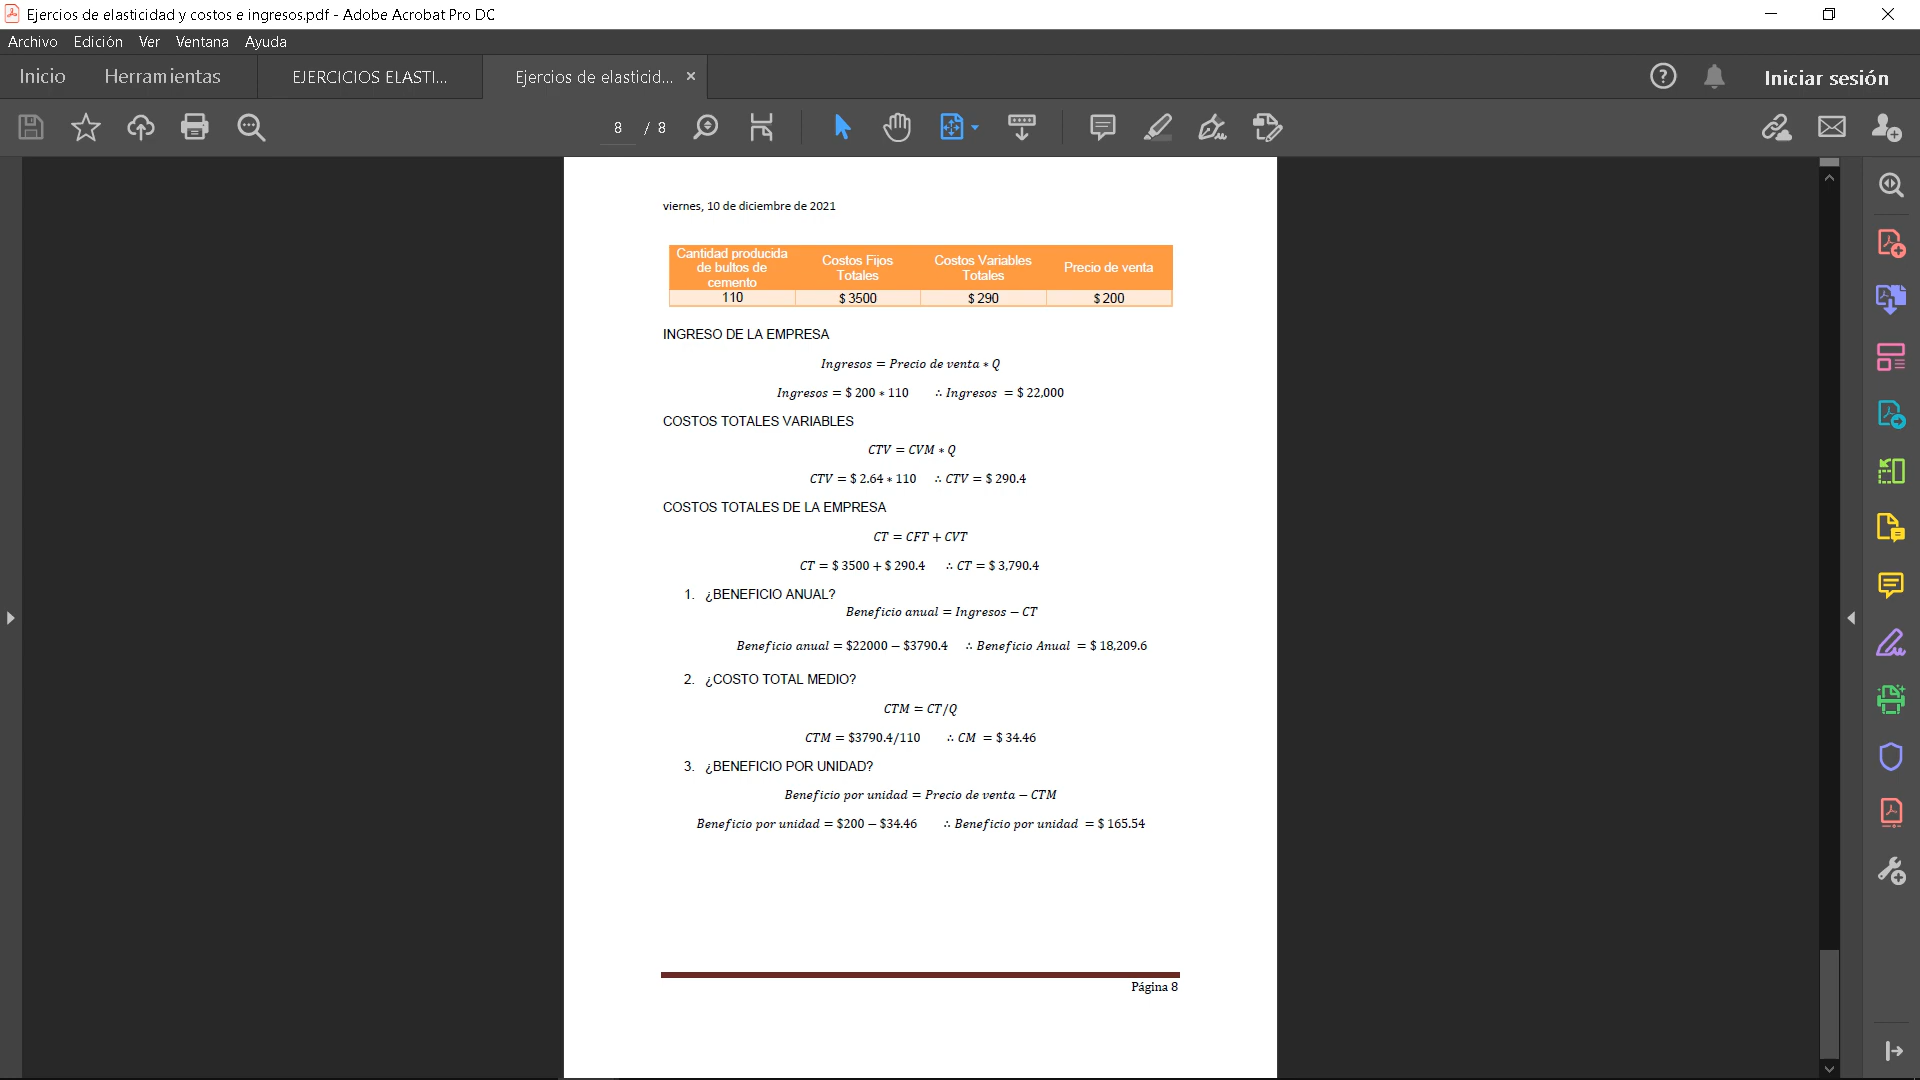 Ejercios de elasticidad y costos e ingresos.pdf - Adobe Acrobat Pro DC
Archivo Edición Ver Ventana Ayuda
Inicio Herramientas EJERCICIOS ELASTI... Ejercios de elasticid... × Iniciar sesión
8 / 8
viernes, 10 de diciembre de 2021
Cantidad producida de bultos de cemento Costos Fijos Totales Costos Variables Totales Precio de venta
110 $ 3500 $ 290 $ 200
INGRESO DE LA EMPRESA
Ingresos = Precio de venta ∗ Q
Ingresos = $ 200 ∗ 110 ∴ Ingresos = $ 22,000
COSTOS TOTALES VARIABLES
CTV = CVM ∗ Q
CTV = $ 2.64 ∗ 110 ∴ CTV = $ 290.4
COSTOS TOTALES DE LA EMPRESA
CT = CFT + CVT
CT = $ 3500 + $ 290.4 ∴ CT = $ 3,790.4
1. ¿BENEFICIO ANUAL?
Beneficio anual = Ingresos − CT
Beneficio anual = $22000 − $3790.4 ∴ Beneficio Anual = $ 18,209.6
2. ¿COSTO TOTAL MEDIO?
CTM = CT/Q
CTM = $3790.4/110 ∴ CM = $ 34.46
3. ¿BENEFICIO POR UNIDAD?
Beneficio por unidad = Precio de venta − CTM
Beneficio por unidad = $200 − $34.46 ∴ Beneficio por unidad = $ 165.54
Página 8